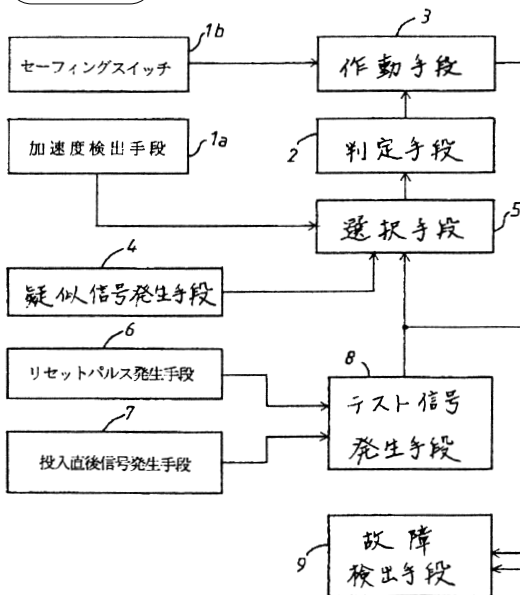 1b
3
セーフィングスイッチ
作動手段
加速度検出手段
1a
2
判定手段
選択手段
5
4
疑似信号発生手段
6
リセットパルス発生手段
7
投入直後信号発生手段
8
テスト信号
発生手段
9
故障
検出手段